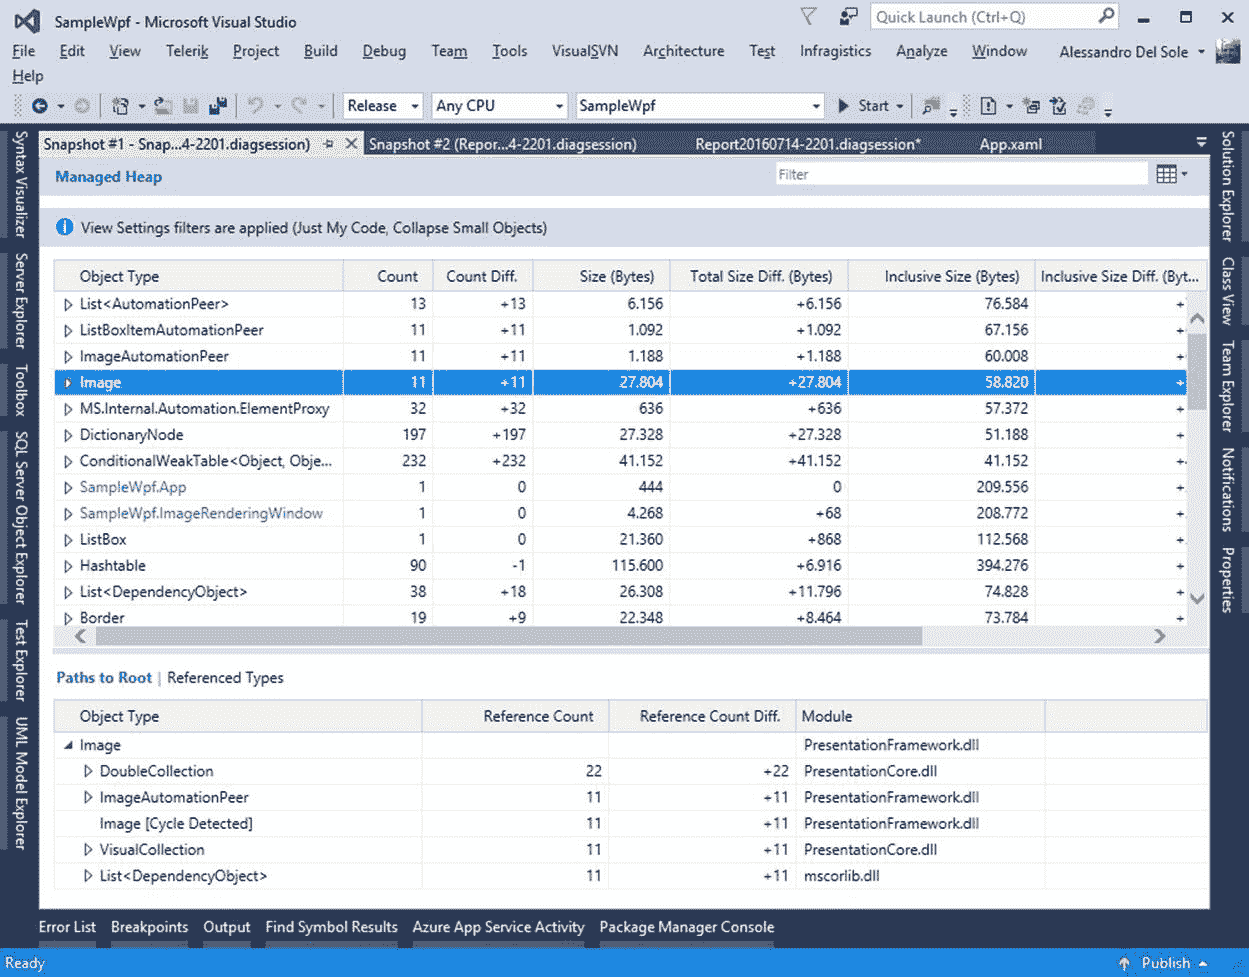 SampleWpf - Microsoft Visual Studio
Quick Launch (Ctrl+Q)
File Edit View Telerik Project Build Debug Team Tools VisualSVN Architecture Test Infragistics Analyze Window Alessandro Del Sole
Help
Release Any CPU SampleWpf Start
Snapshot #1 - Snap...4-2201.diagsession) Snapshot #2 (Repor...4-2201.diagsession) Report20160714-2201.diagsession* App.xaml
Managed Heap Filter
View Settings filters are applied (Just My Code, Collapse Small Objects)
Object Type Count Count Diff. Size (Bytes) Total Size Diff. (Bytes) Inclusive Size (Bytes) Inclusive Size Diff. (Byt...
List<AutomationPeer> 13 +13 6.156 +6.156 76.584 +
ListBoxItemAutomationPeer 11 +11 1.092 +1.092 67.156 +
ImageAutomationPeer 11 +11 1.188 +1.188 60.008 +
Image 11 +11 27.804 +27.804 58.820 +
MS.Internal.Automation.ElementProxy 32 +32 636 +636 57.372 +
DictionaryNode 197 +197 27.328 +27.328 51.188 +
ConditionalWeakTable<Object, Obje... 232 +232 41.152 +41.152 41.152 +
SampleWpf.App 1 0 444 0 209.556 +
SampleWpf.ImageRenderingWindow 1 0 4.268 +68 208.772 +
ListBox 1 0 21.360 +868 112.568 +
Hashtable 90 -1 115.600 +6.916 394.276 +
List<DependencyObject> 38 +18 26.308 +11.796 74.828 +
Border 19 +9 22.348 +8.464 73.784 +
Paths to Root | Referenced Types
Object Type Reference Count Reference Count Diff. Module
Image PresentationFramework.dll
DoubleCollection 22 +22 PresentationCore.dll
ImageAutomationPeer 11 +11 PresentationFramework.dll
Image [Cycle Detected] 11 +11 PresentationFramework.dll
VisualCollection 11 +11 PresentationCore.dll
List<DependencyObject> 11 +11 mscorlib.dll
Syntax Visualizer
Server Explorer
Toolbox
SQL Server Object Explorer
Test Explorer
UML Model Explorer
Solution Explorer
Class View
Team Explorer
Notifications
Properties
Error List Breakpoints Output Find Symbol Results Azure App Service Activity Package Manager Console
Ready Publish